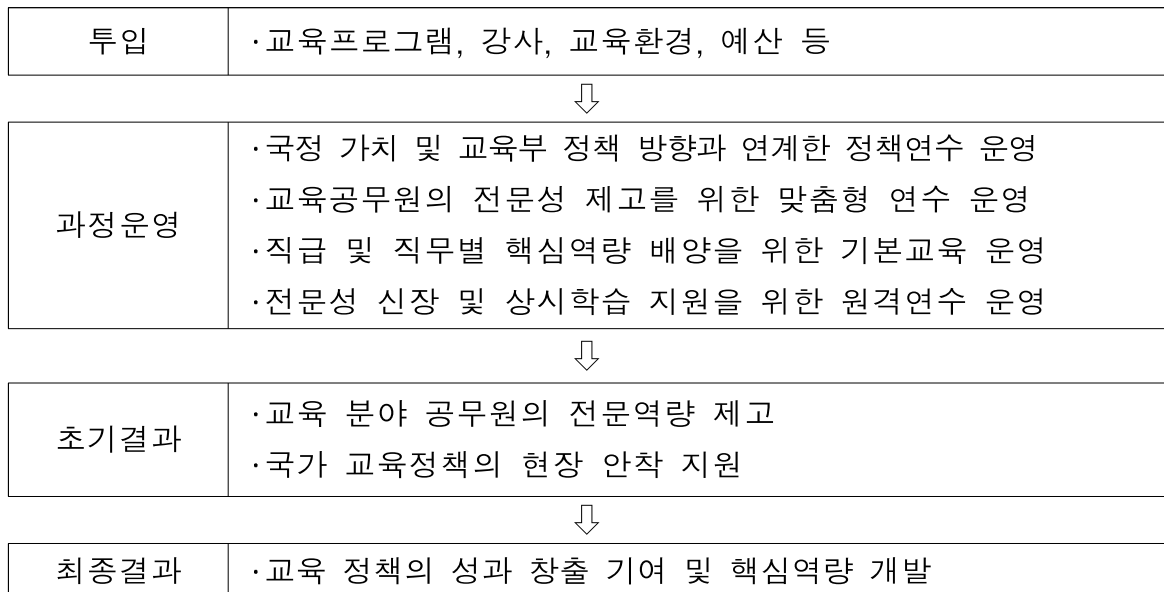 투입
·교육프로그램, 강사, 교육환경, 예산 등
⇩
과정운영
·국정 가치 및 교육부 정책 방향과 연계한 정책연수 운영
·교육공무원의 전문성 제고를 위한 맞춤형 연수 운영
·직급 및 직무별 핵심역량 배양을 위한 기본교육 운영
·전문성 신장 및 상시학습 지원을 위한 원격연수 운영
⇩
초기결과
·교육 분야 공무원의 전문역량 제고
·국가 교육정책의 현장 안착 지원
⇩
최종결과
·교육 정책의 성과 창출 기여 및 핵심역량 개발